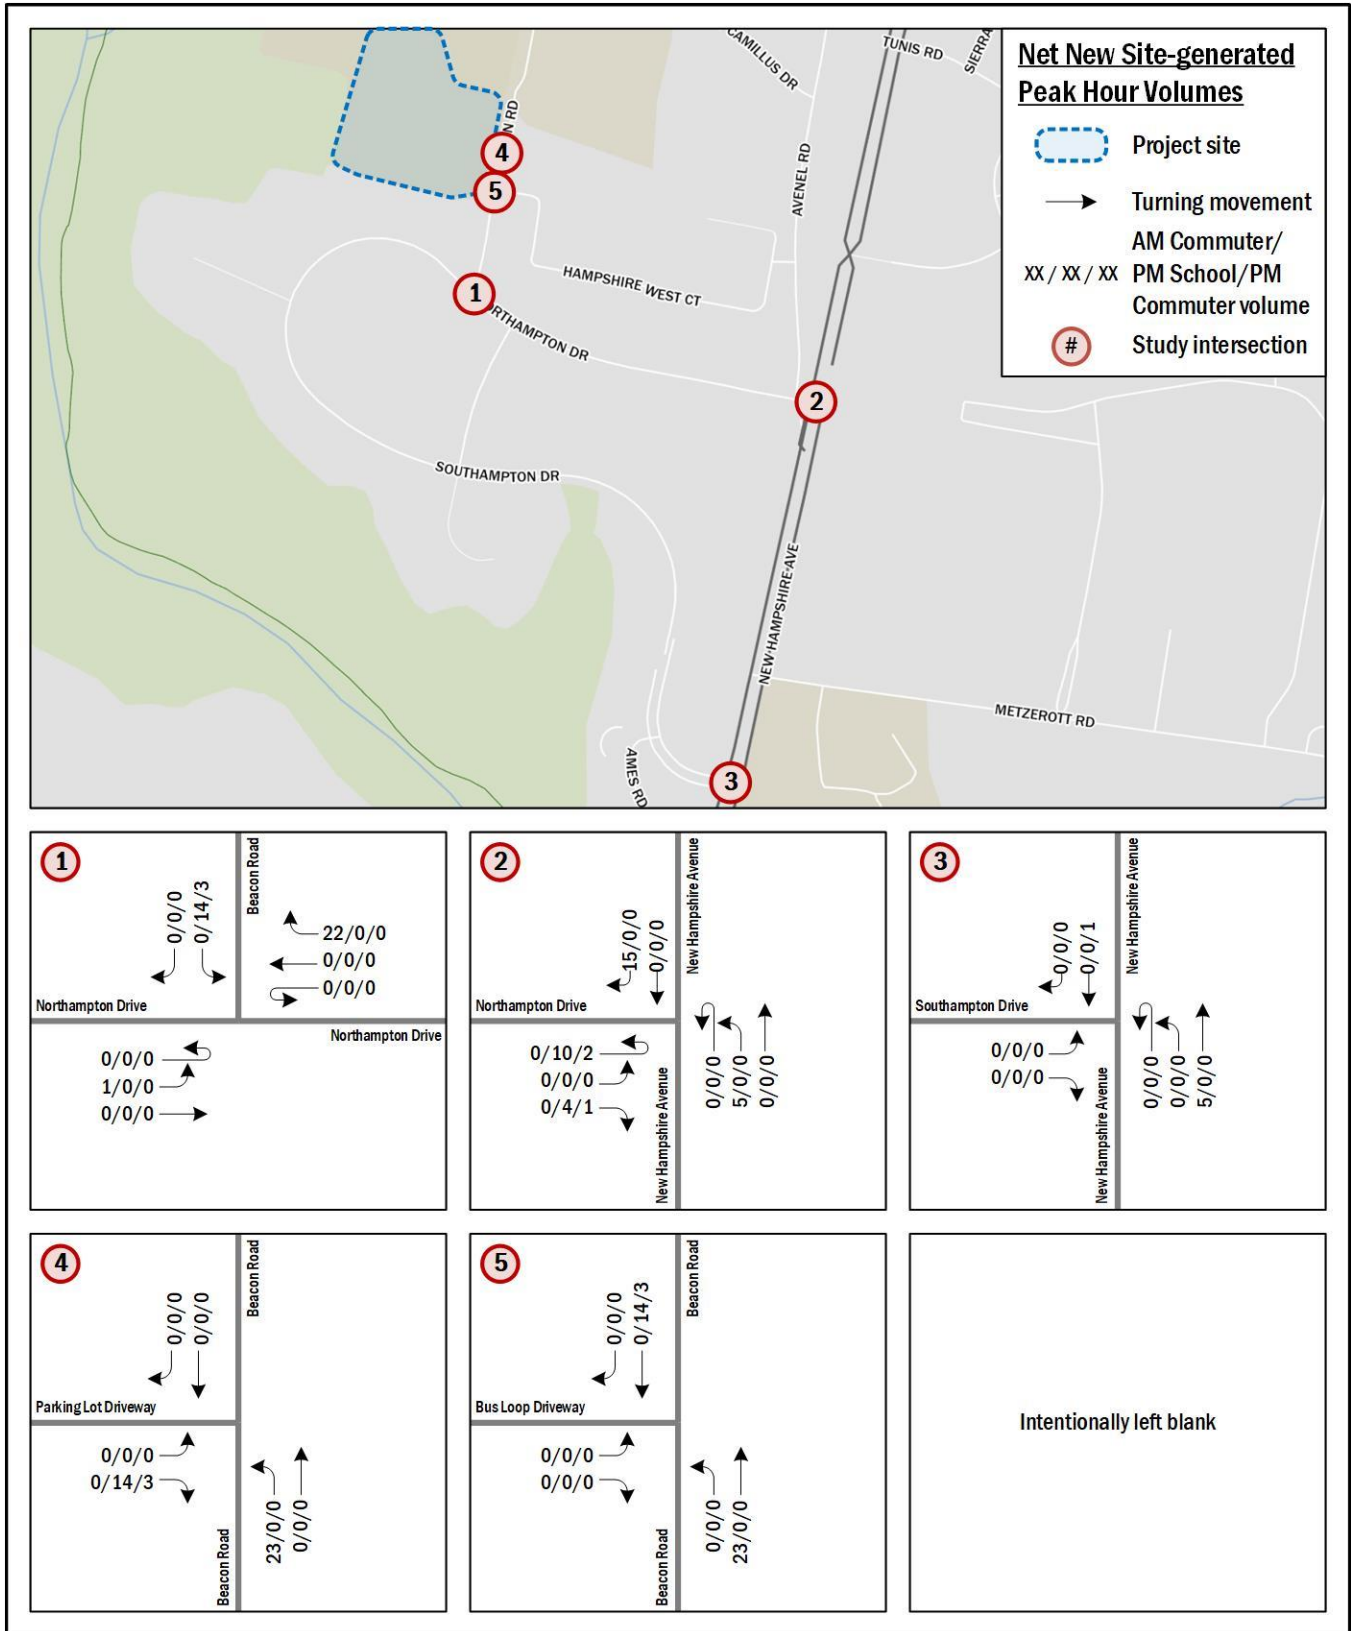 CAMILLUS DR
TUNIS RD
SIERRA
N RD
AVENEL RD
4
5
1
HAMPSHIRE WEST CT
ORTHAMPTON DR
2
SOUTHAMPTON DR
NEW HAMPSHIRE AVE
METZEROTT RD
AMES RD
3
Net New Site-generated
Peak Hour Volumes
Project site
Turning movement
AM Commuter/
XX / XX / XX PM School/PM
Commuter volume
# Study intersection
1
Beacon Road
0/0/0
0/14/3
22/0/0
0/0/0
0/0/0
Northampton Drive
Northampton Drive
0/0/0
1/0/0
0/0/0
2
New Hampshire Avenue
15/0/0
0/0/0
Northampton Drive
0/10/2
0/0/0
0/4/1
New Hampshire Avenue
0/0/0
5/0/0
0/0/0
3
New Hampshire Avenue
0/0/0
0/0/1
Southampton Drive
0/0/0
0/0/0
New Hampshire Avenue
0/0/0
0/0/0
5/0/0
4
Beacon Road
0/0/0
0/0/0
Parking Lot Driveway
0/0/0
0/14/3
Beacon Road
23/0/0
0/0/0
5
Beacon Road
0/0/0
0/14/3
Bus Loop Driveway
0/0/0
0/0/0
Beacon Road
0/0/0
23/0/0
Intentionally left blank